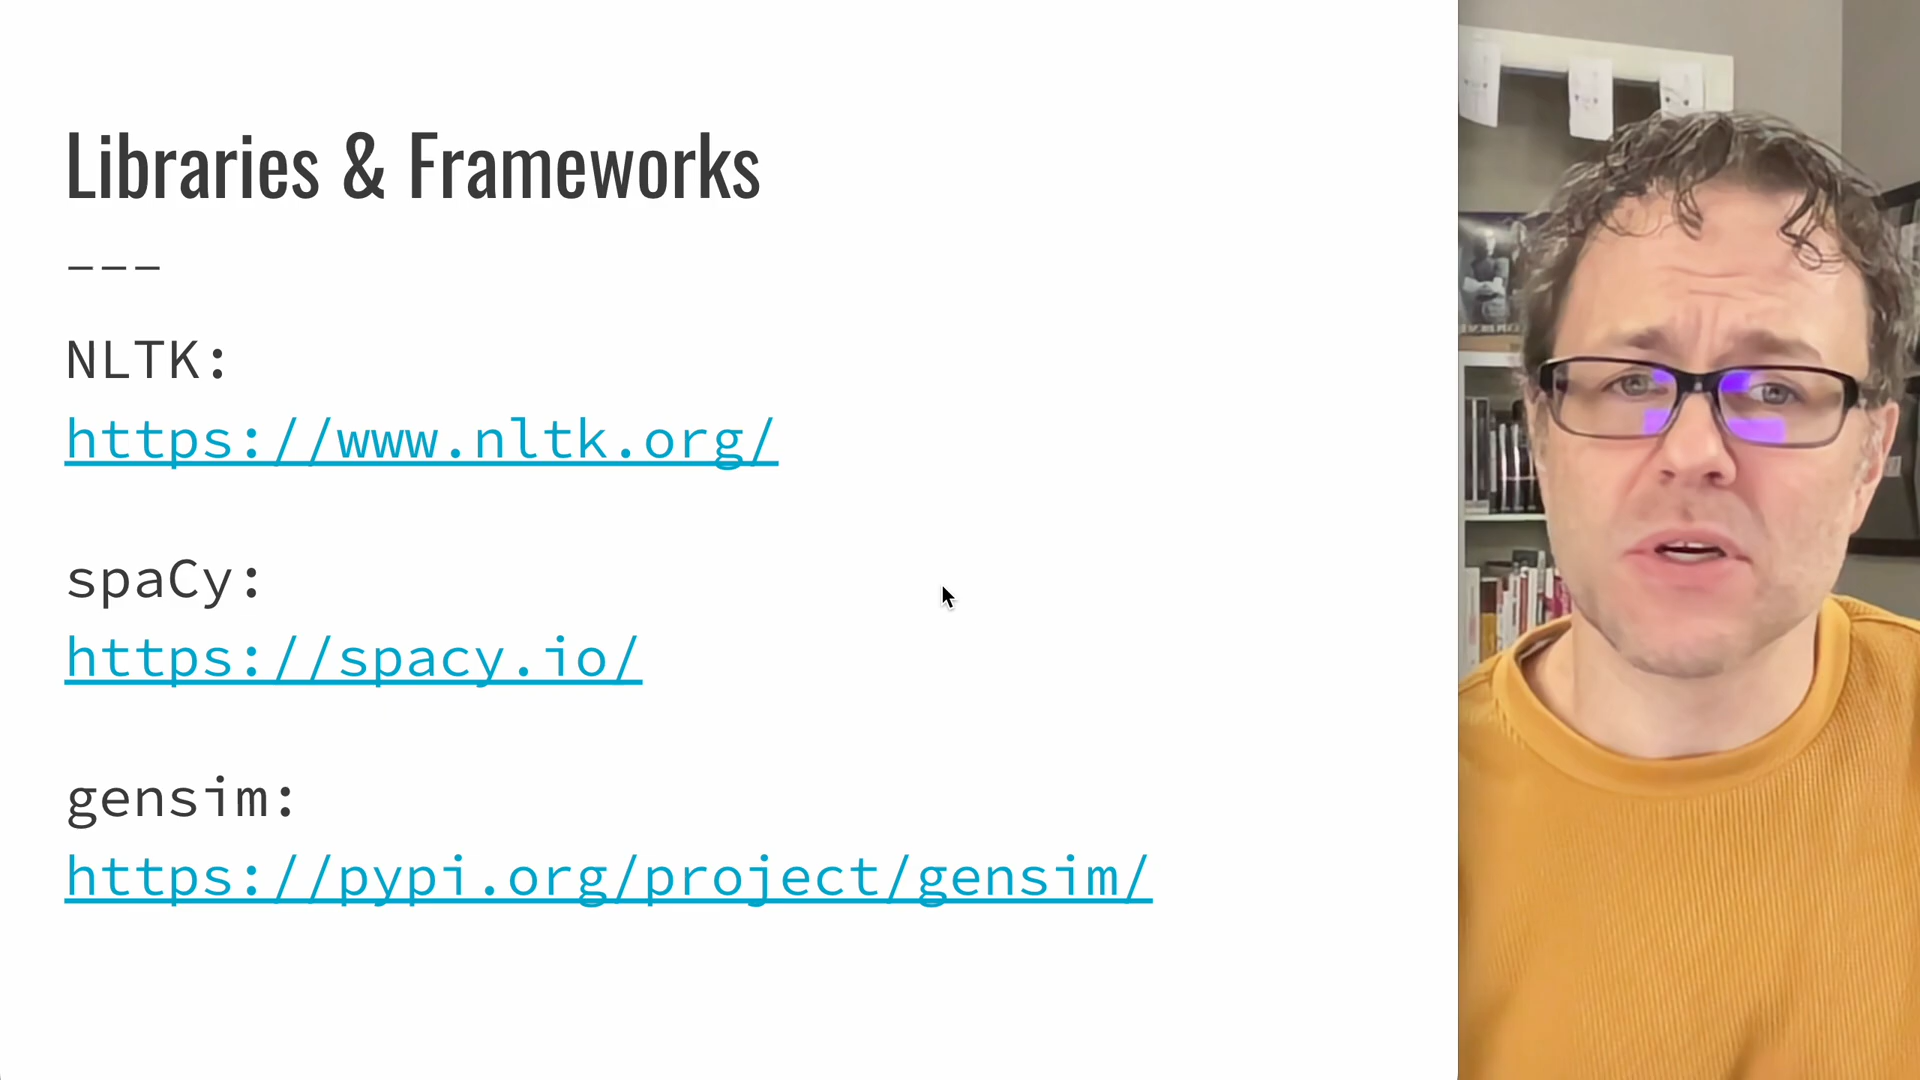 Libraries & Frameworks
---
NLTK:
https://www.nltk.org/
spaCy:
https://spacy.io/
gensim:
https://pypi.org/project/gensim/